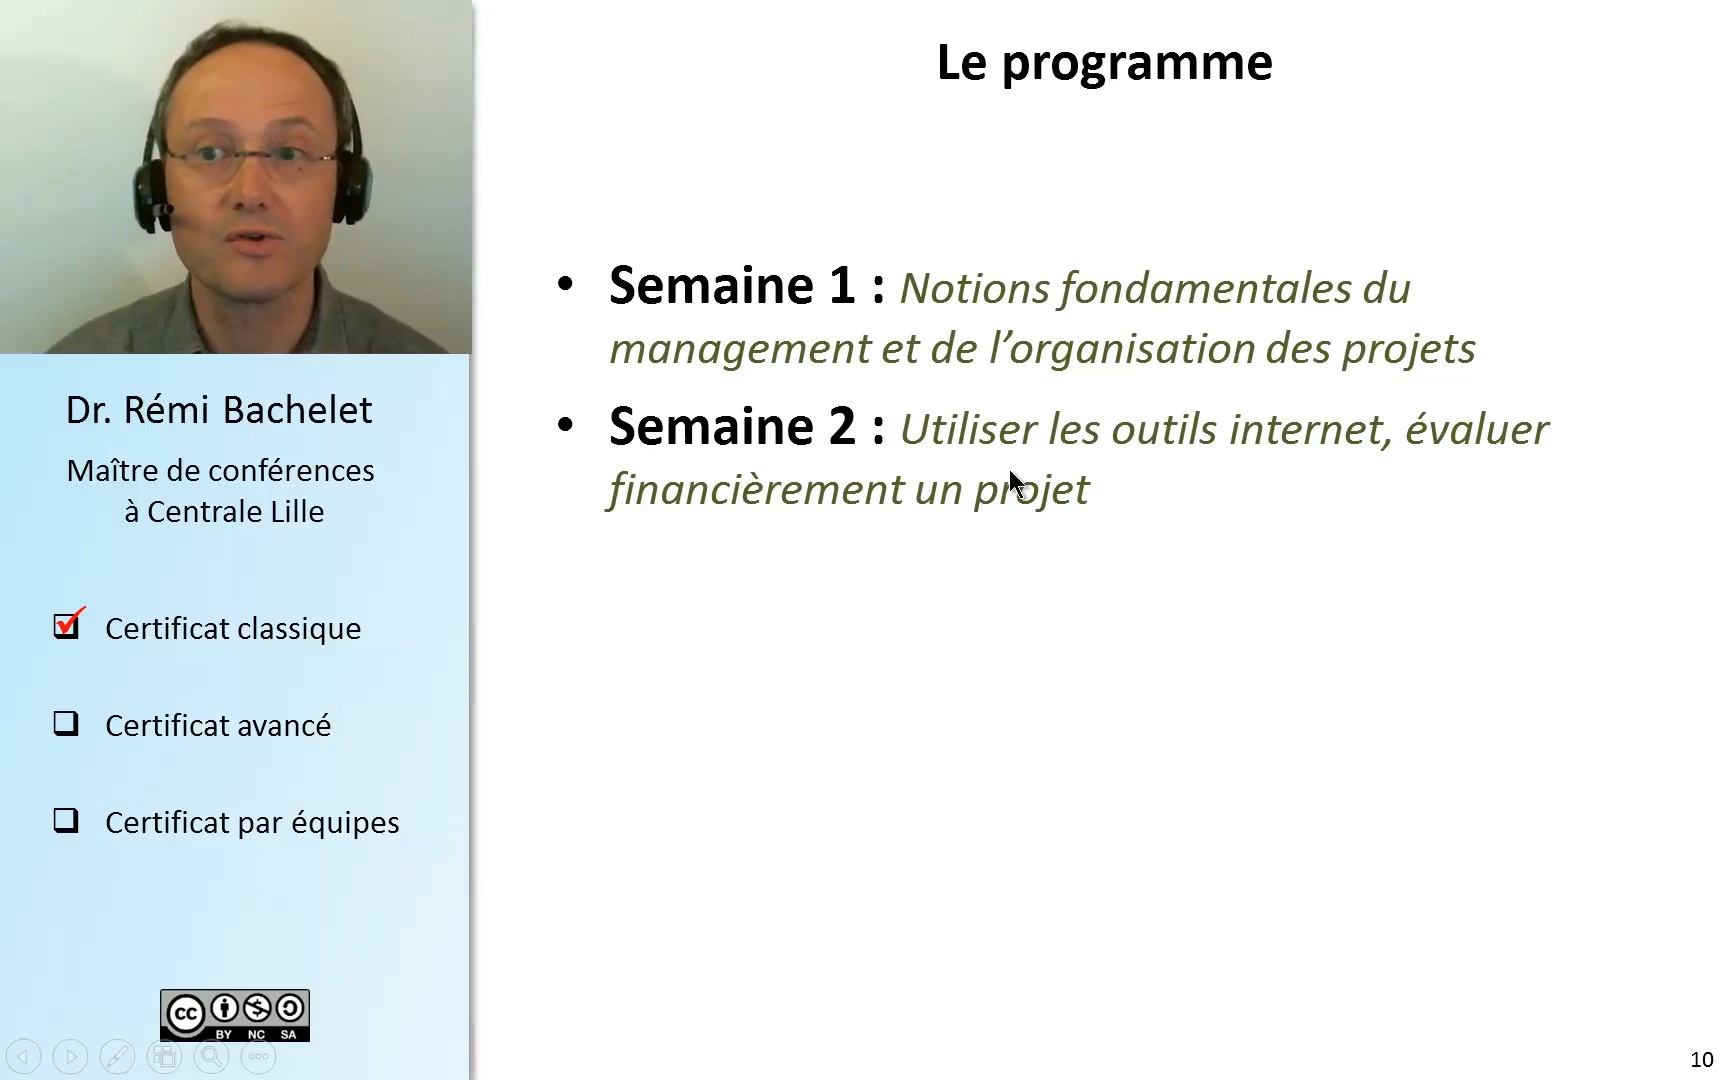 Le programme
• Semaine 1 : Notions fondamentales du
management et de l’organisation des projets
• Semaine 2 : Utiliser les outils internet, évaluer
financièrement un projet
Dr. Rémi Bachelet
Maître de conférences
à Centrale Lille
Certificat classique
Certificat avancé
Certificat par équipes
cc
BY NC SA
10